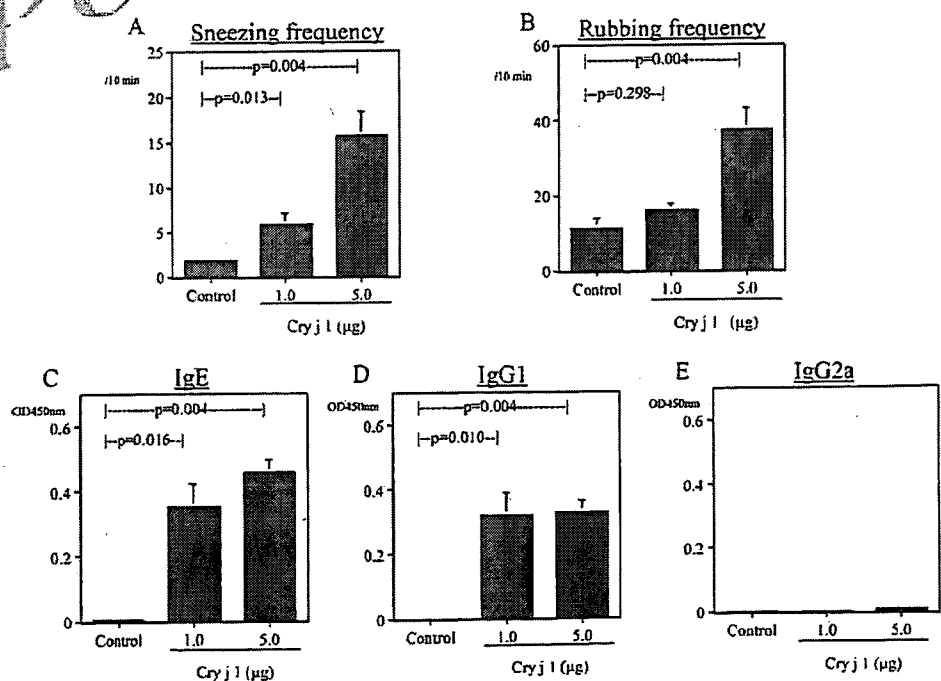 A Sneezing frequency
/10 min
25
20
15
10
5
0
|--------p=0.004--------|
|--p=0.013---|
Control 1.0 5.0
Cry j 1 (μg)
B Rubbing frequency
/10 min
60
40
20
0
|--------p=0.004--------|
|--p=0.298--|
Control 1.0 5.0
Cry j 1 (μg)
C IgE
OD450nm
0.6
0.4
0.2
0
|--------p=0.004--------|
|--p=0.016--|
Control 1.0 5.0
Cry j 1 (μg)
D IgG1
OD450nm
0.6
0.4
0.2
0
|--------p=0.004--------|
|--p=0.010--|
Control 1.0 5.0
Cry j 1 (μg)
E IgG2a
OD450nm
0.6
0.4
0.2
0
Control 1.0 5.0
Cry j 1 (μg)